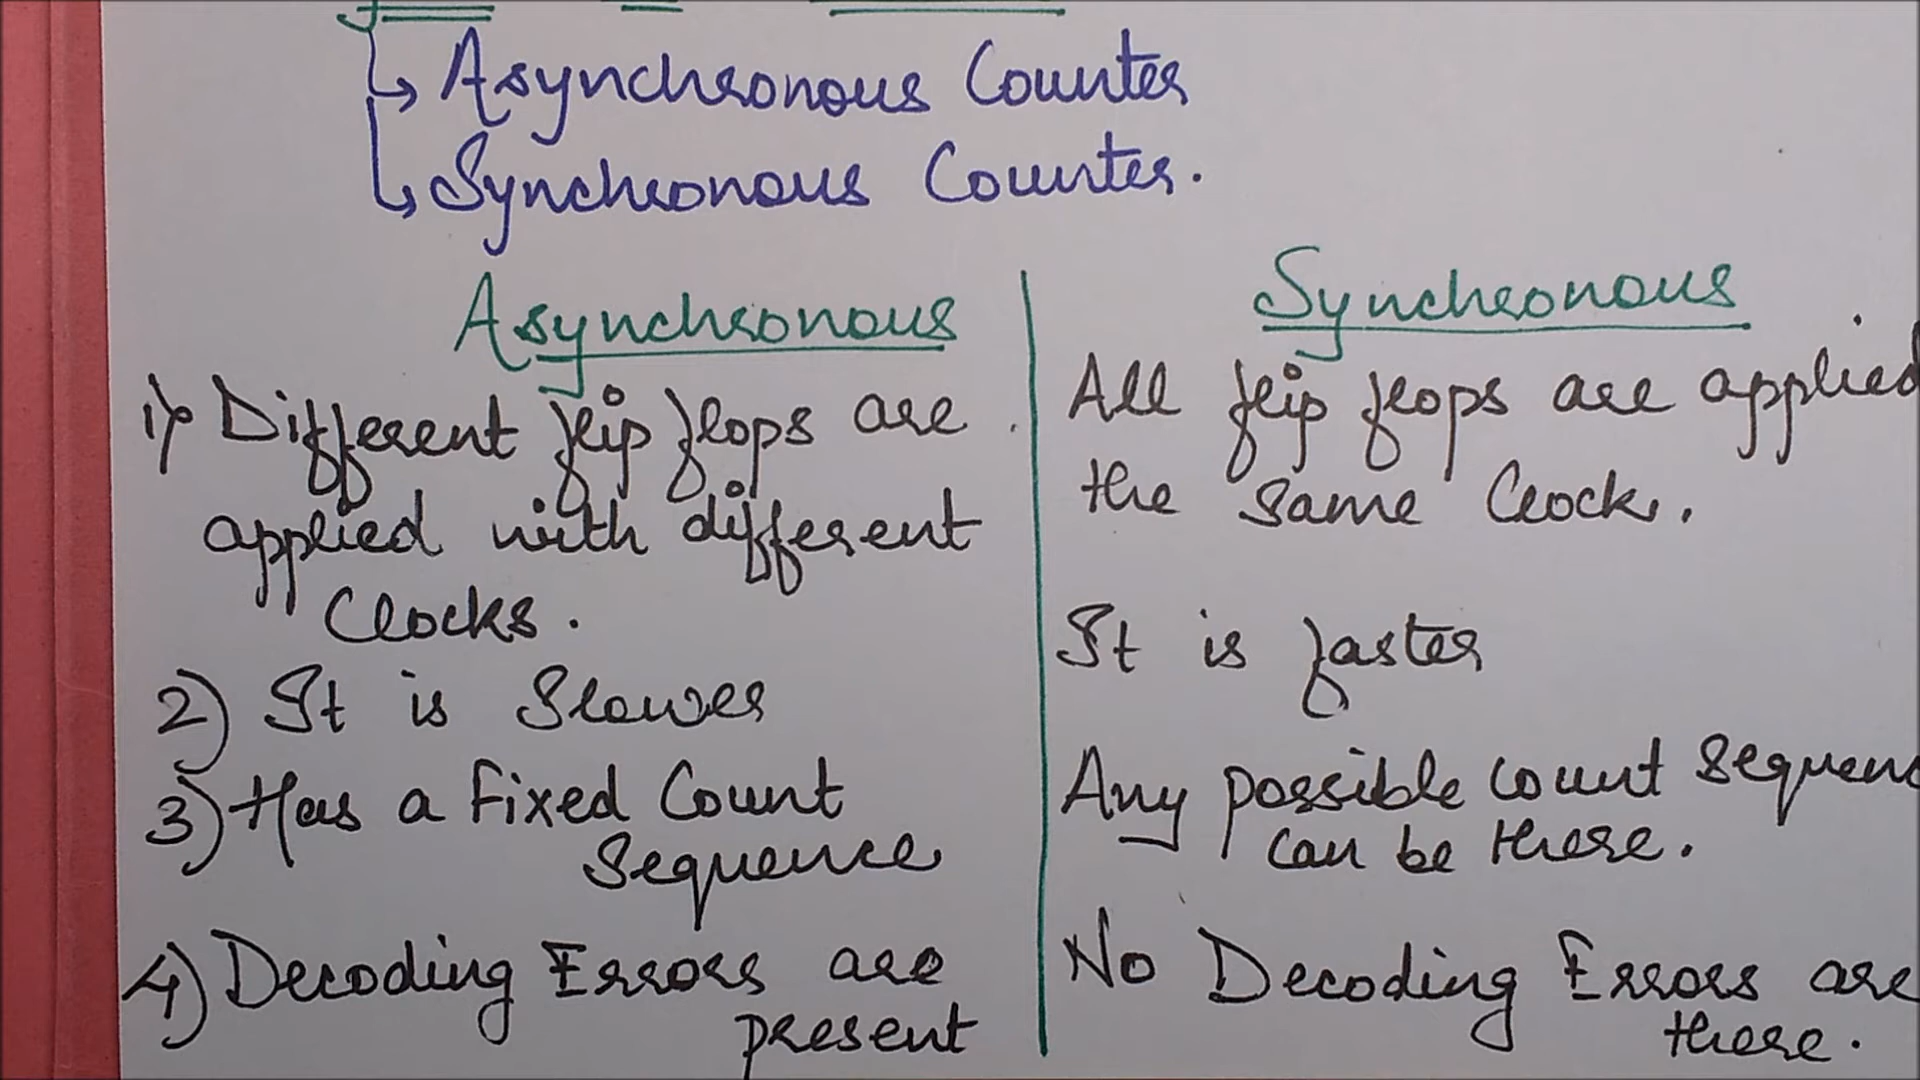 Asynchronous Counter
Synchronous Counter.
Asynchronous
1) Different flip flops are
applied with different
Clocks.
2) It is Slower
3) Has a Fixed Count
Sequence
4) Decoding Errors are
present
Synchronous
All flip flops are applied
the same Clock.
It is faster
Any possible count Sequenc
can be there.
No Decoding Errors are
there.